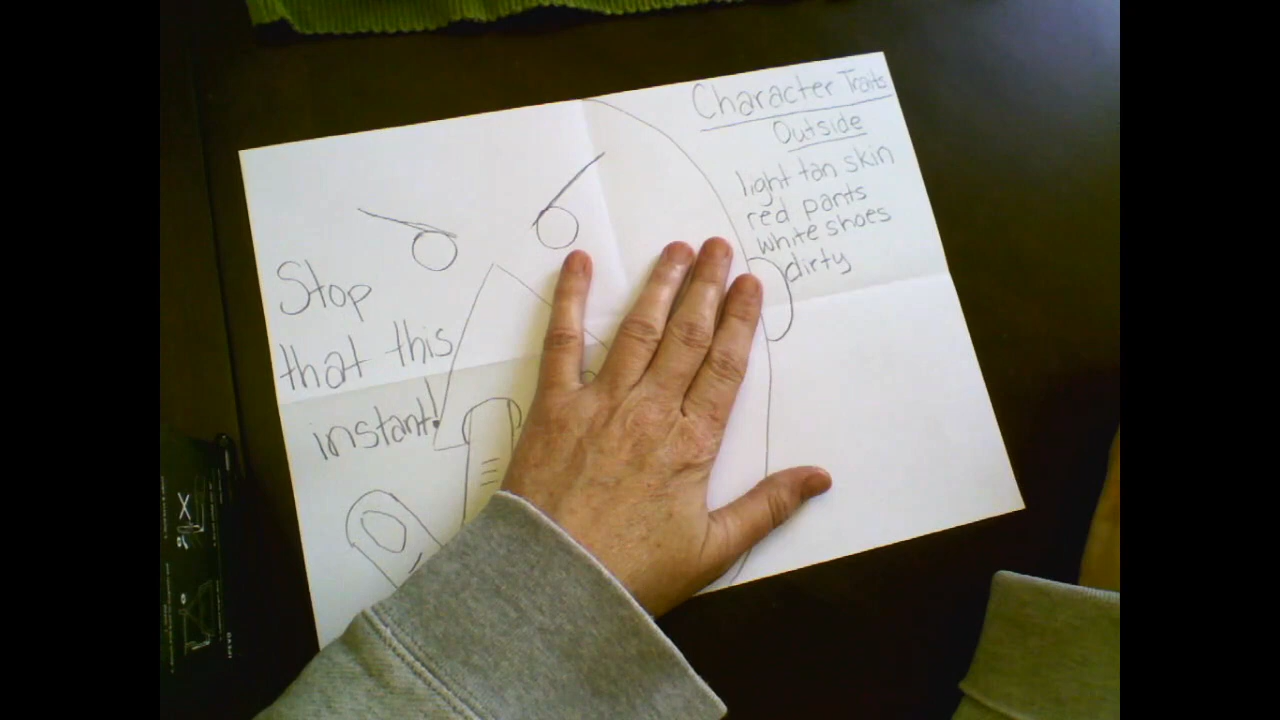 Character Traits
Outside
light tan skin
red pants
white shoes
dirty
Stop
that this
instant!